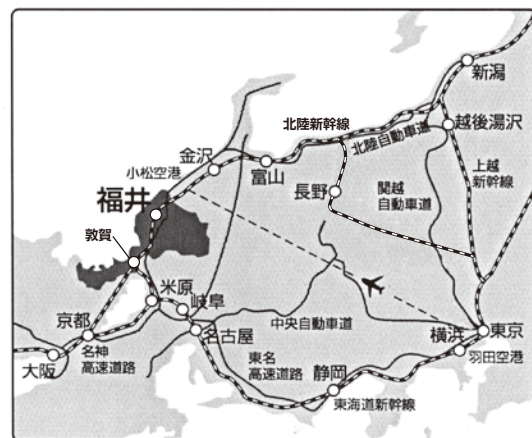 新潟
北陸新幹線
北陸自動車道
越後湯沢
金沢
小松空港
富山
長野
関越
自動車道
上越
新幹線
福井
敦賀
米原
岐阜
京都
名古屋
中央自動車道
横浜
東京
大阪
名神
高速道路
東名
高速道路
静岡
羽田空港
東海道新幹線